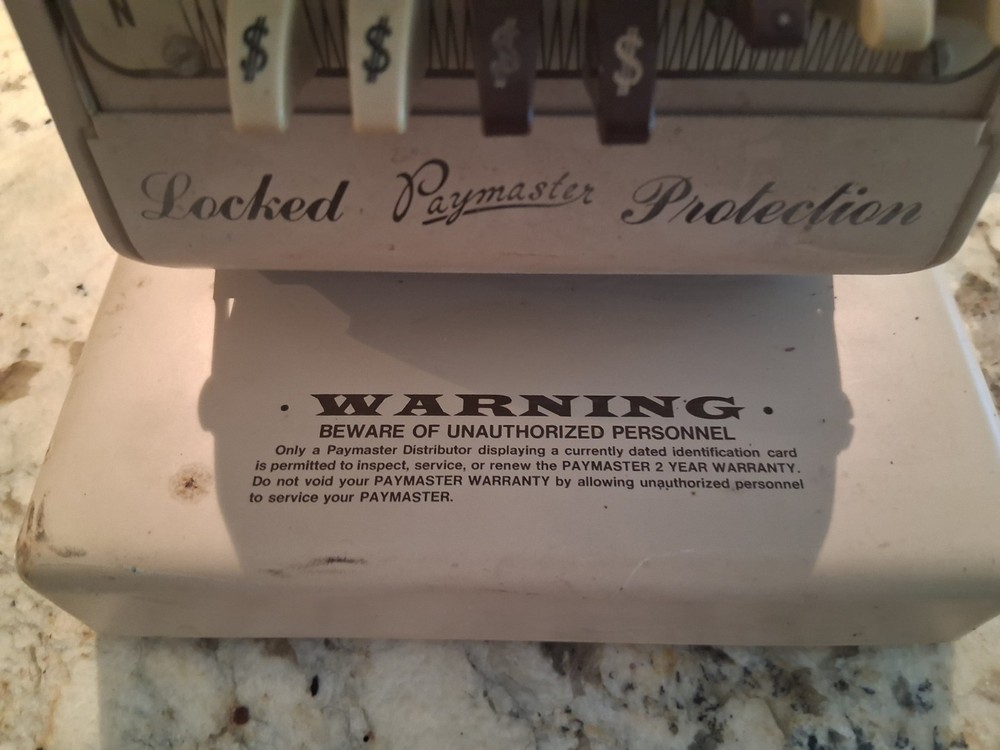 N
$ $ $ $
Locked Paymaster Protection
• WARNING •
BEWARE OF UNAUTHORIZED PERSONNEL
Only a Paymaster Distributor displaying a currently dated identification card
is permitted to inspect, service, or renew the PAYMASTER 2 YEAR WARRANTY.
Do not void your PAYMASTER WARRANTY by allowing unauthorized personnel
to service your PAYMASTER.